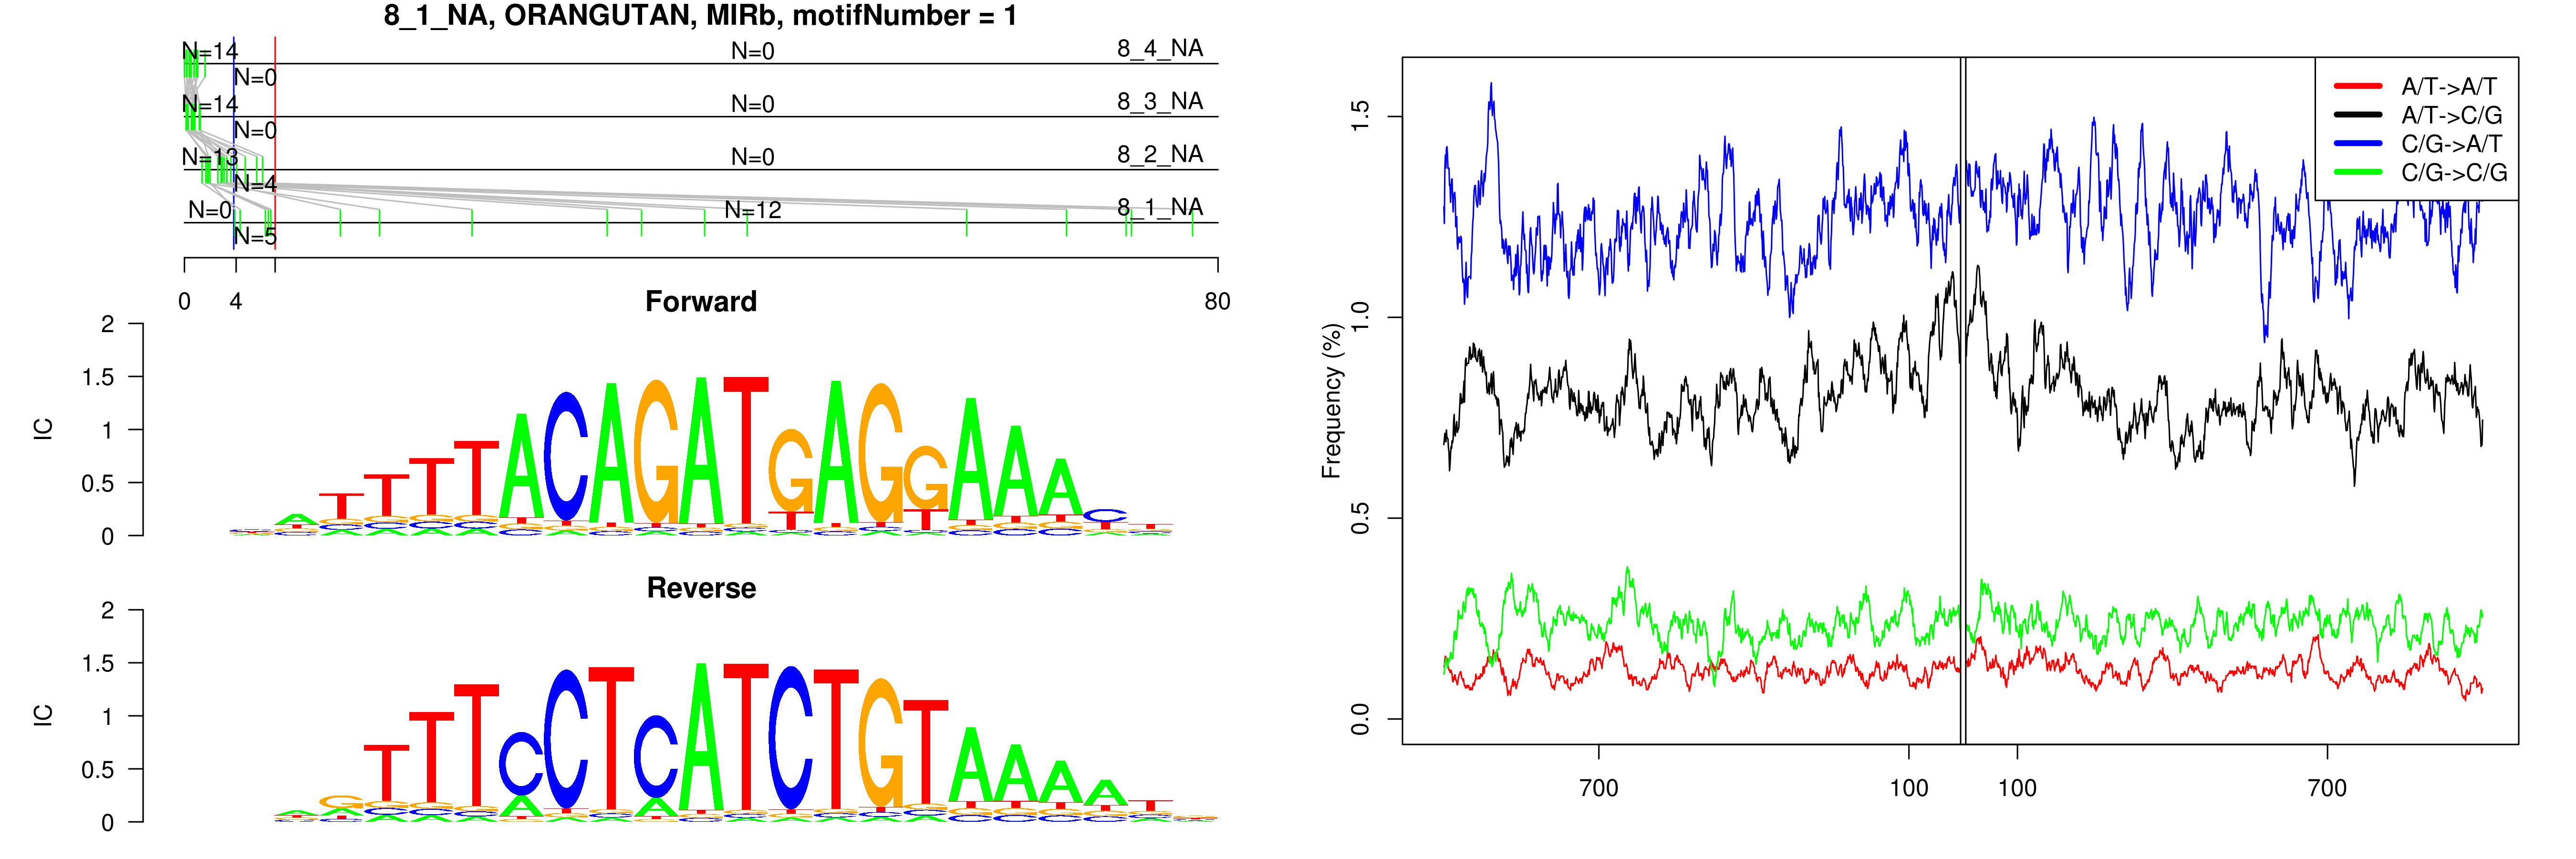 8_1_NA, ORANGUTAN, MIRb, motifNumber = 1
N=14 N=0 8_4_NA
N=0
N=14 N=0 8_3_NA
N=0
N=13 N=0 8_2_NA
N=4
N=0 N=12 8_1_NA
N=5
0 4 80
Forward
IC
2
1.5
1
0.5
0
TTTTACAGATGAGGAAA
Reverse
IC
2
1.5
1
0.5
0
TTTCCTCATCTGTAAAA
Frequency (%)
1.5
1.0
0.5
0.0
700 100 100 700
A/T->A/T
A/T->C/G
C/G->A/T
C/G->C/G